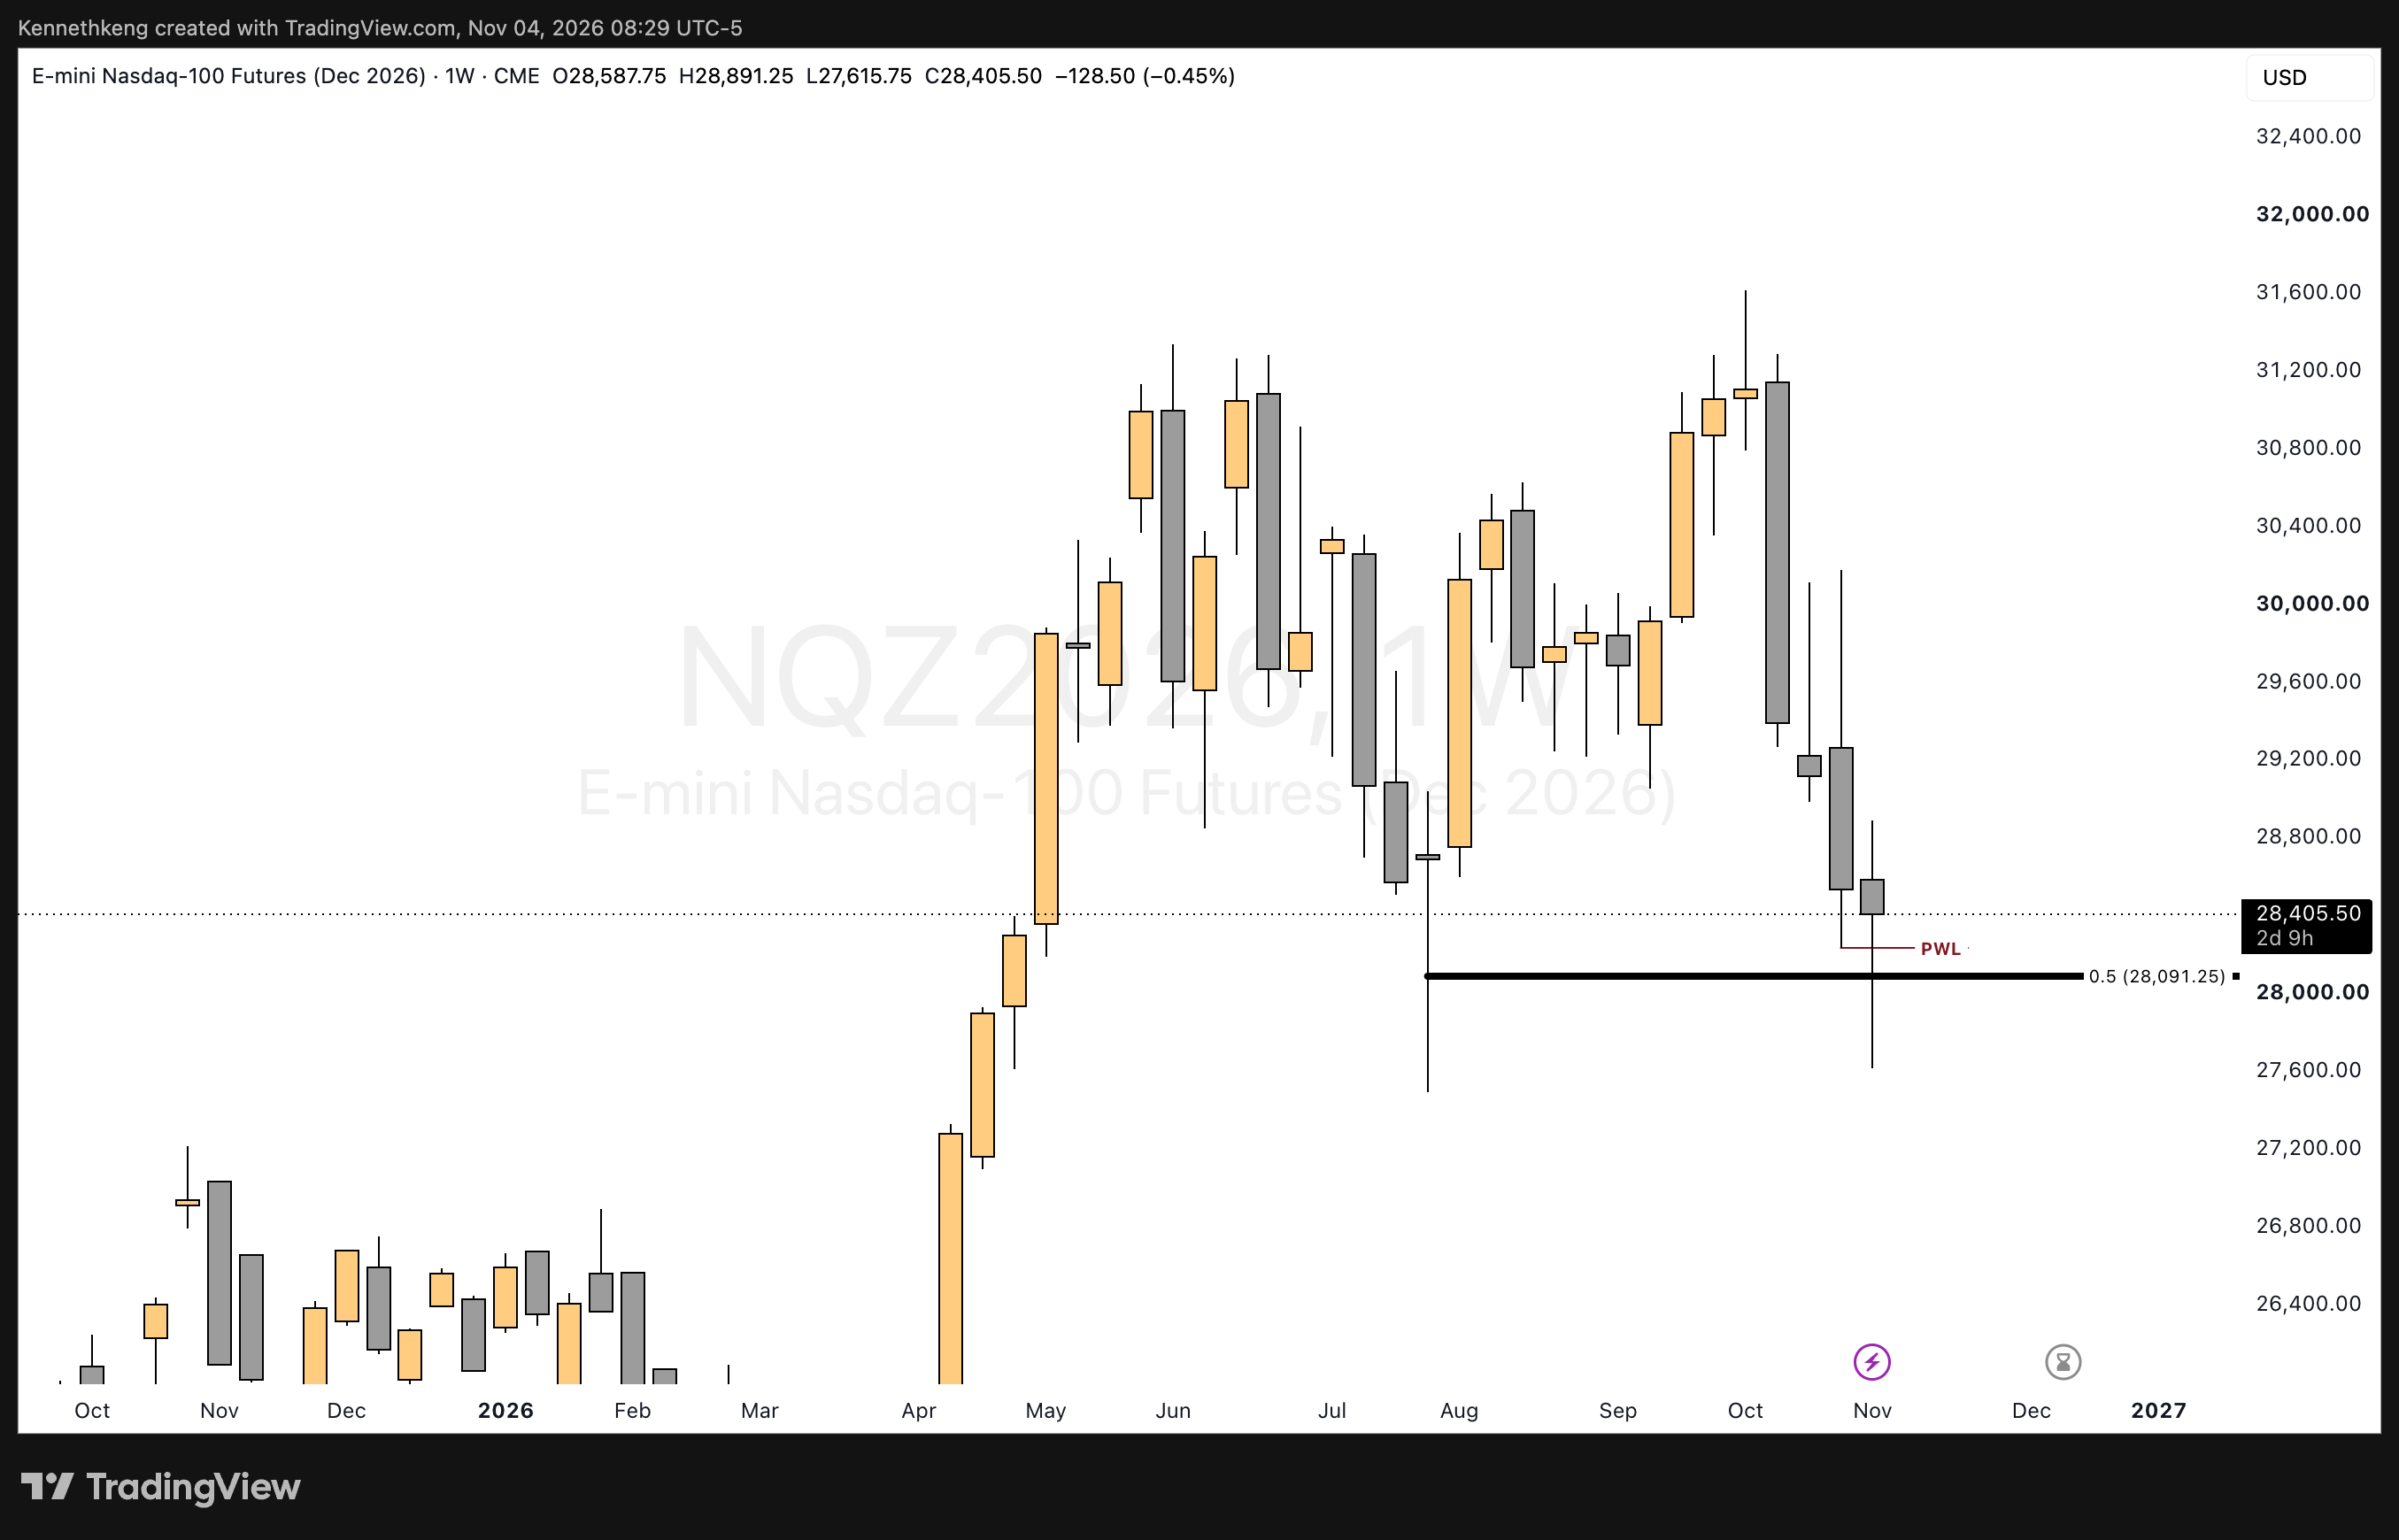 Kennethkeng created with TradingView.com, Nov 04, 2026 08:29 UTC-5
E-mini Nasdaq-100 Futures (Dec 2026) · 1W · CME O28,587.75 H28,891.25 L27,615.75 C28,405.50 −128.50 (−0.45%)
USD
32,400.00
32,000.00
31,600.00
31,200.00
30,800.00
30,400.00
30,000.00
29,600.00
29,200.00
28,800.00
28,405.50
2d 9h
28,000.00
27,600.00
27,200.00
26,800.00
26,400.00
NQZ2026, 1W
E-mini Nasdaq-100 Futures (Dec 2026)
PWL
0.5 (28,091.25)
Oct Nov Dec 2026 Feb Mar Apr May Jun Jul Aug Sep Oct Nov Dec 2027
TradingView